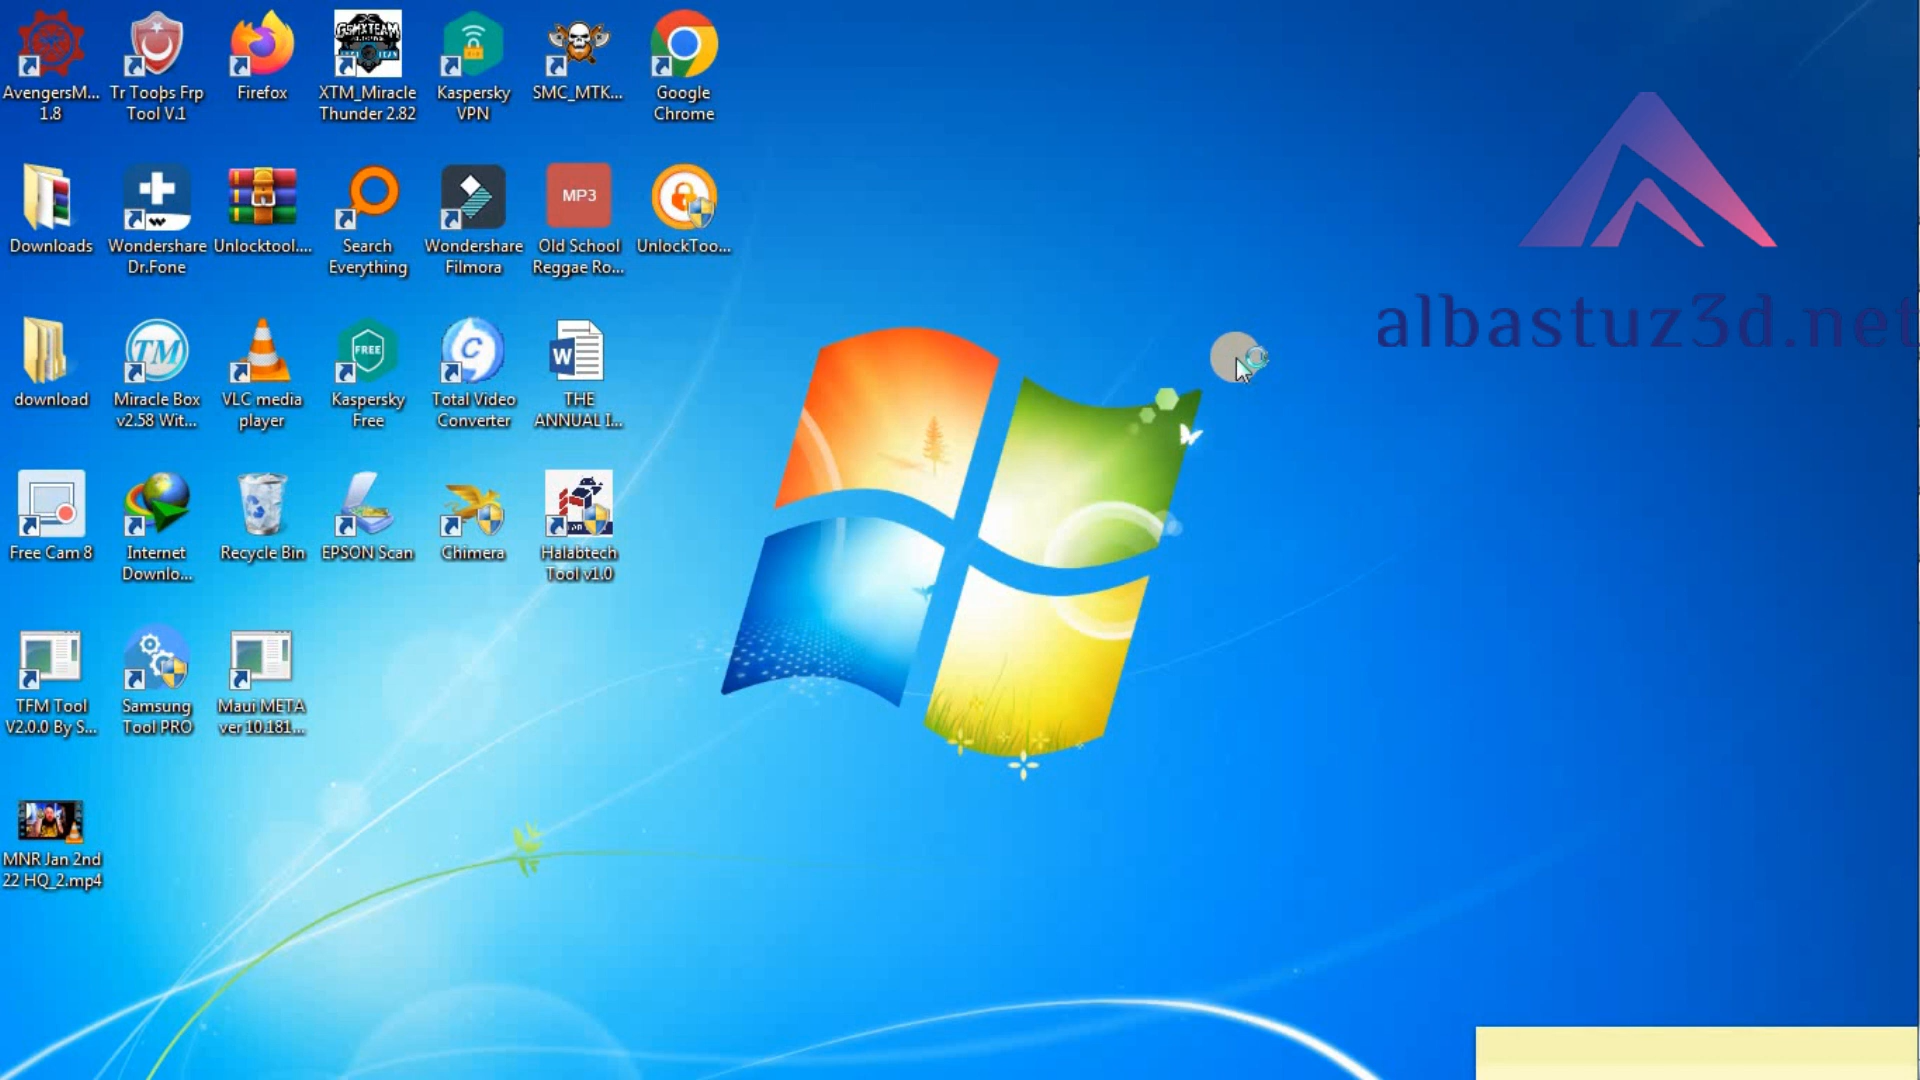 AvengersM...
1.8
Tr Tools Frp
Tool V.1
Firefox
XTM_Miracle
Thunder 2.82
Kaspersky
VPN
SMC_MTK...
Google
Chrome
Downloads
Wondershare
Dr.Fone
Unlocktool....
Search
Everything
Wondershare
Filmora
MP3
Old School
Reggae Ro...
UnlockToo...
albastuz3d.net
download
TM
Miracle Box
v2.58 Wit...
VLC media
player
FREE
Kaspersky
Free
C
Total Video
Converter
W
THE
ANNUAL I...
Free Cam 8
Internet
Downlo...
Recycle Bin
EPSON Scan
Chimera
Halabtech
Tool v1.0
TFM Tool
V2.0.0 By S...
Samsung
Tool PRO
Maui META
ver 10.181...
MNR Jan 2nd
22 HQ_2.mp4